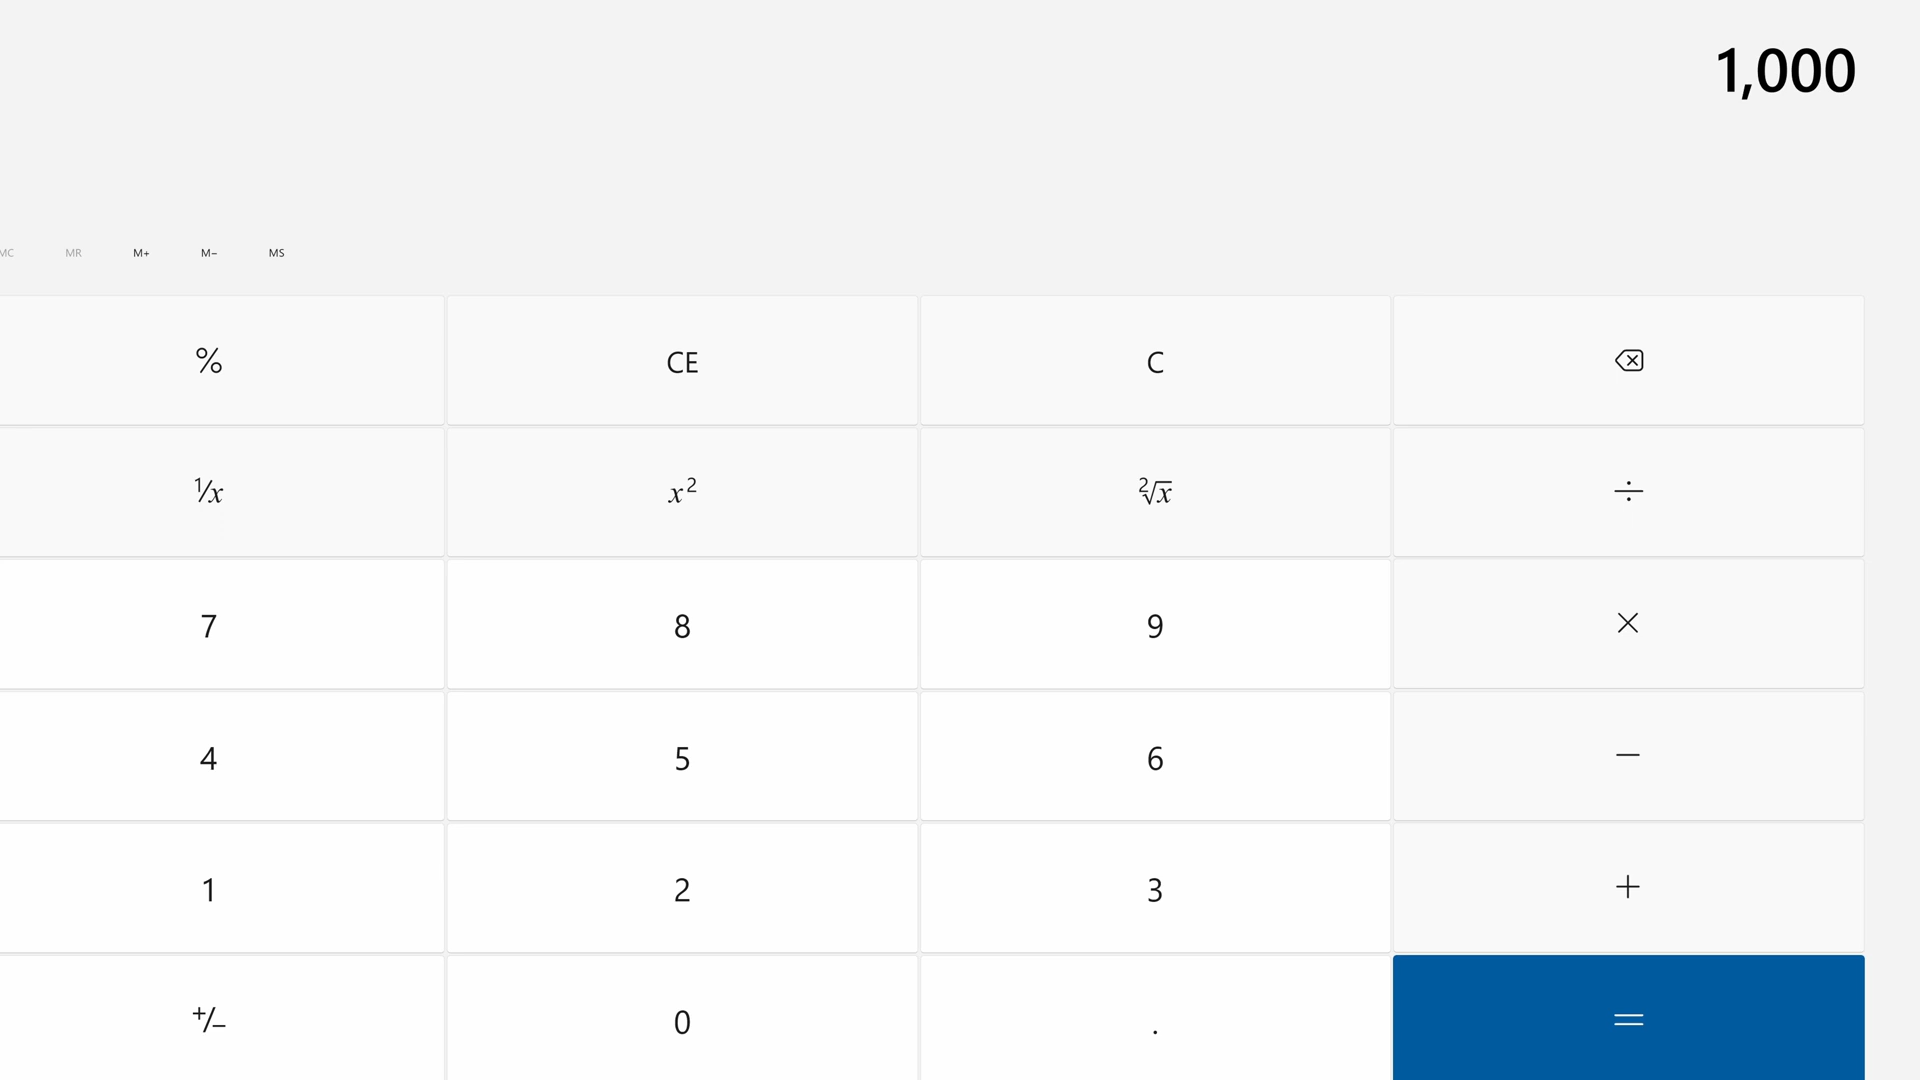 1,000
MC MR M+ M− MS
% CE C
¹⁄x x² ²√x ÷
7 8 9 ×
4 5 6 −
1 2 3 +
+/− 0 . =